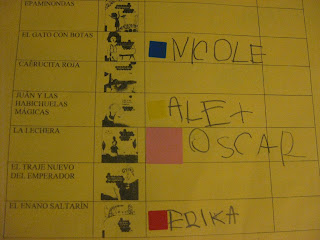 EPAMINONDAS
EL GATO CON BOTAS
NICOLE
CAERUCITA ROJA
JUAN Y LAS
HABICHUELAS
MÁGICAS
ALEX
LA LECHERA
OSCAR
EL TRAJE NUEVO
DEL EMPERADOR
EL ENANO SALTARÍN
ERIKA